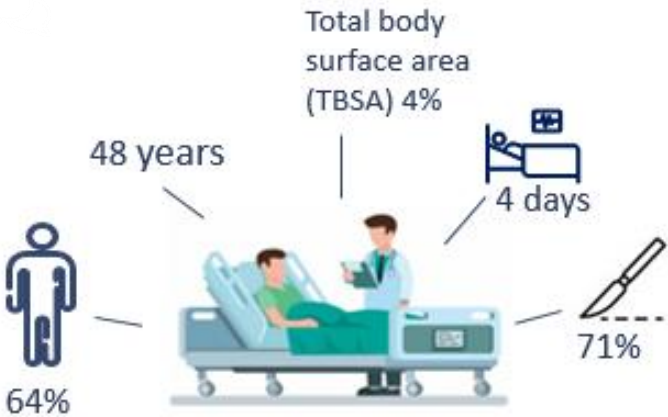 Total body
surface area
(TBSA) 4%
48 years
4 days
71%
64%